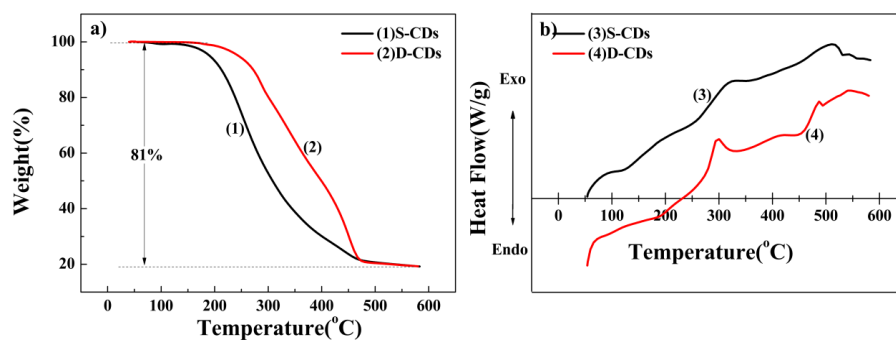 a)
(1)S-CDs
(2)D-CDs
100
80
60
40
20
Weight(%)
81%
(1)
(2)
0 100 200 300 400 500 600
Temperature(°C)
b)
(3)S-CDs
(4)D-CDs
Exo
Heat Flow(W/g)
Endo
(3)
(4)
0 100 200 300 400 500 600
Temperature(°C)